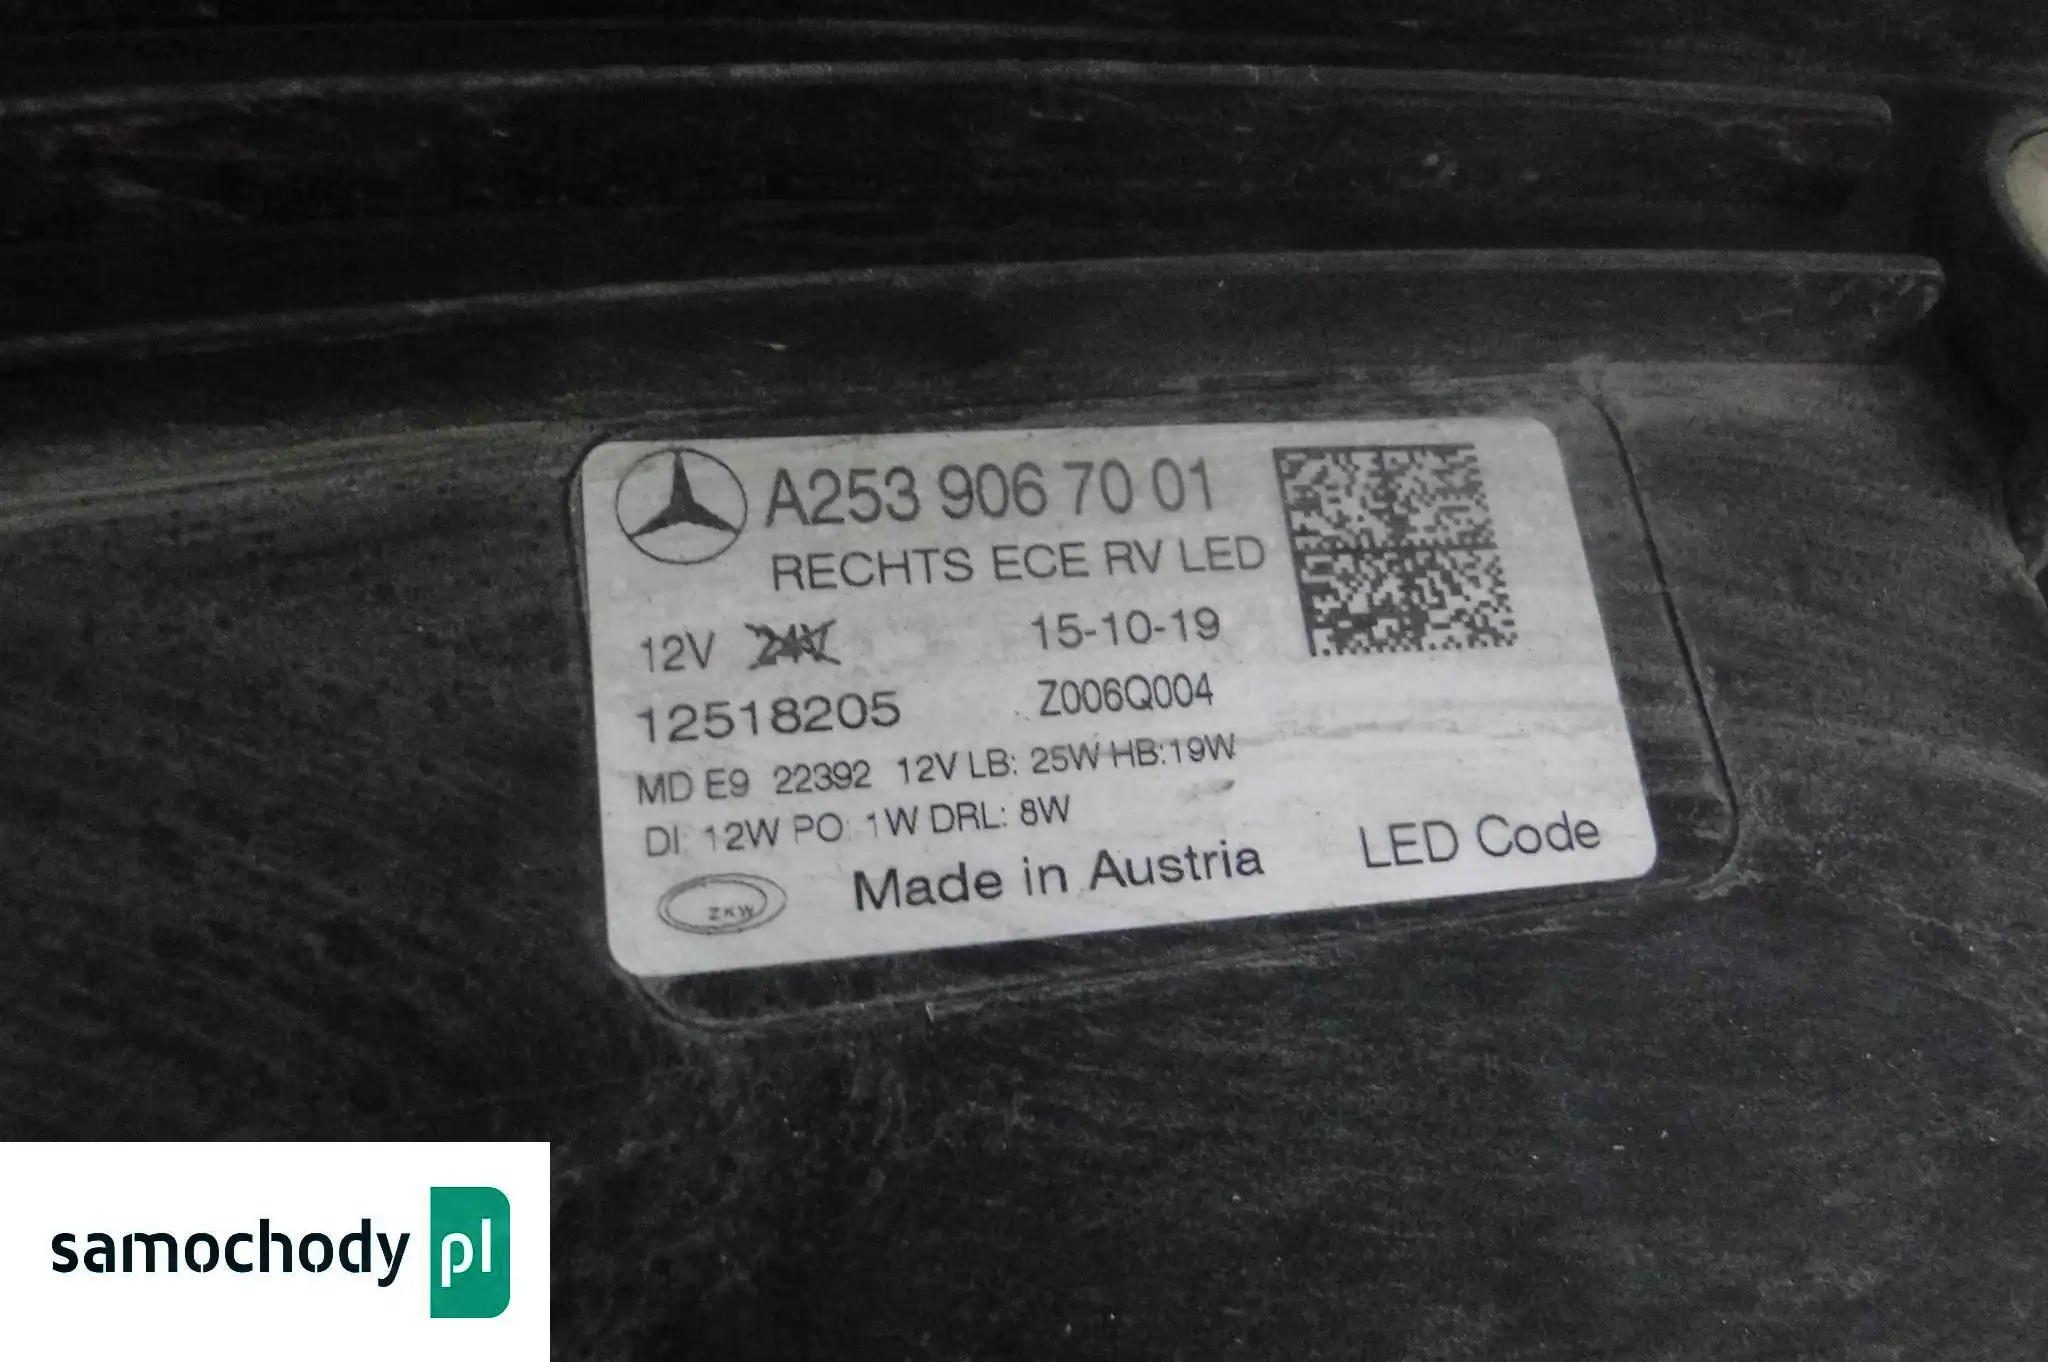 A253 906 70 01
RECHTS ECE RV LED
12V 24V 15-10-19
12518205 Z006Q004
MD E9 22392 12V LB: 25W HB:19W
DI: 12W PO: 1W DRL: 8W
ZKW Made in Austria LED Code
samochody pl